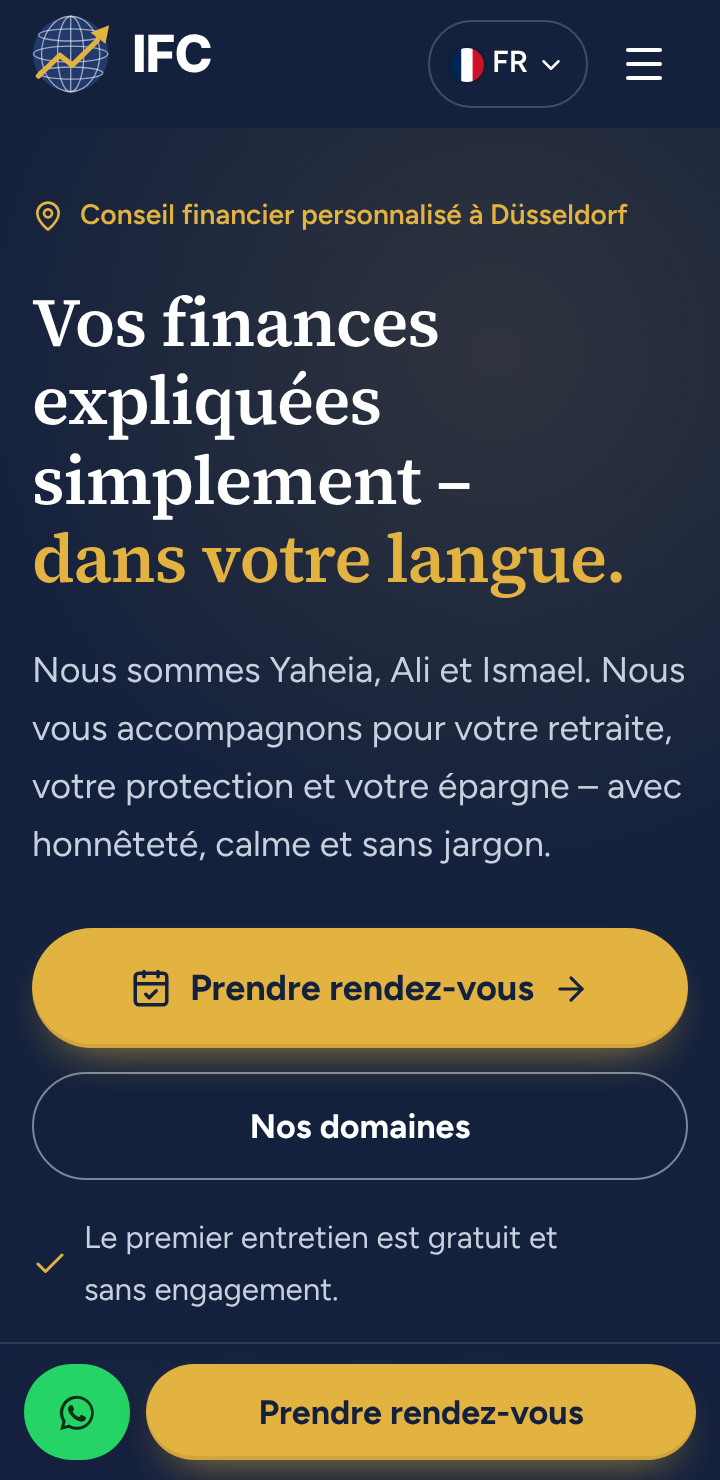 IFC
FR
Conseil financier personnalisé à Düsseldorf
Vos finances
expliquées
simplement –
dans votre langue.
Nous sommes Yaheia, Ali et Ismael. Nous
vous accompagnons pour votre retraite,
votre protection et votre épargne – avec
honnêteté, calme et sans jargon.
Prendre rendez-vous
Nos domaines
Le premier entretien est gratuit et
sans engagement.
Prendre rendez-vous